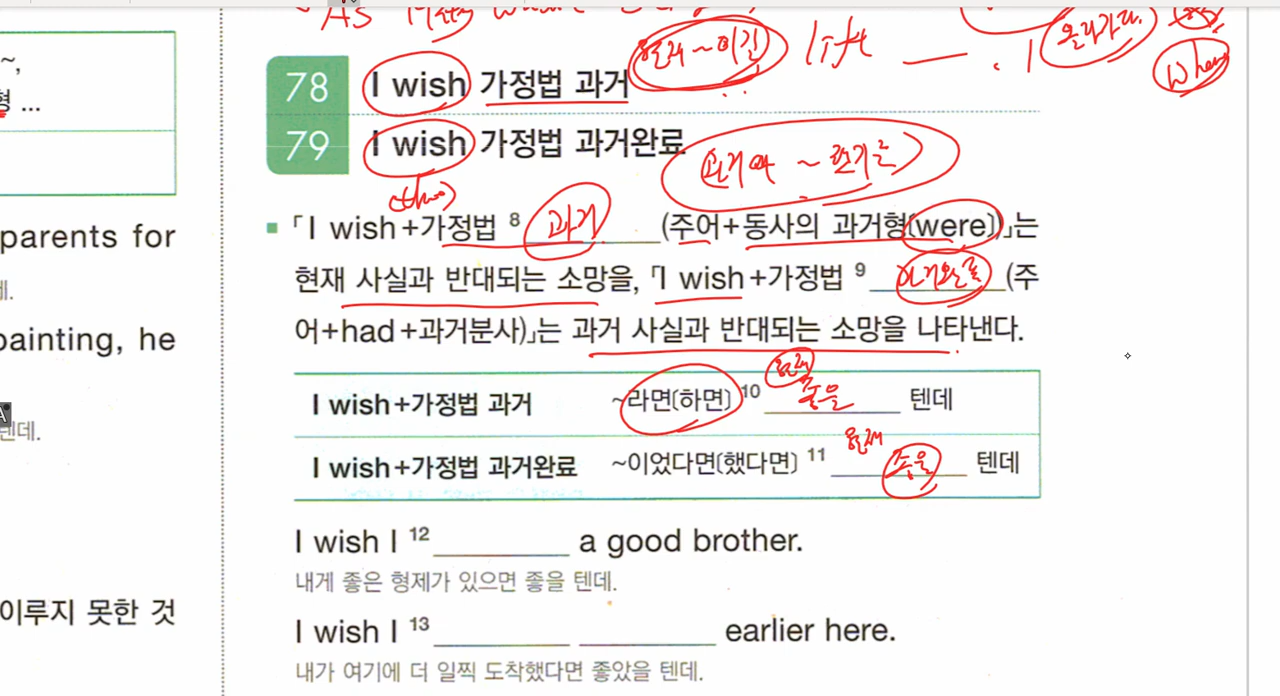 As
~,
형 ...
78 I wish 가정법 과거
when
79 I wish 가정법 과거완료
parents for
painting, he
텐데.
이루지 못한 것
「I wish+가정법 8 과거 (주어+동사의 과거형(were))」는
현재 사실과 반대되는 소망을, 「I wish+가정법 9 과거완료 (주
어+had+과거분사)」는 과거 사실과 반대되는 소망을 나타낸다.
I wish+가정법 과거 ~라면(하면) 10 좋을 텐데
현재
I wish+가정법 과거완료 ~이었다면(했다면) 11 좋을 텐데
I wish I 12 a good brother.
내게 좋은 형제가 있으면 좋을 텐데.
I wish I 13 earlier here.
내가 여기에 더 일찍 도착했다면 좋았을 텐데.